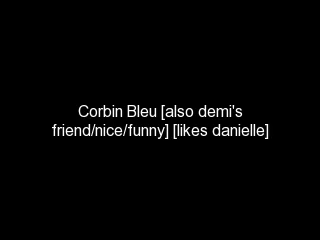 Corbin Bleu [also demi's
friend/nice/funny] [likes danielle]